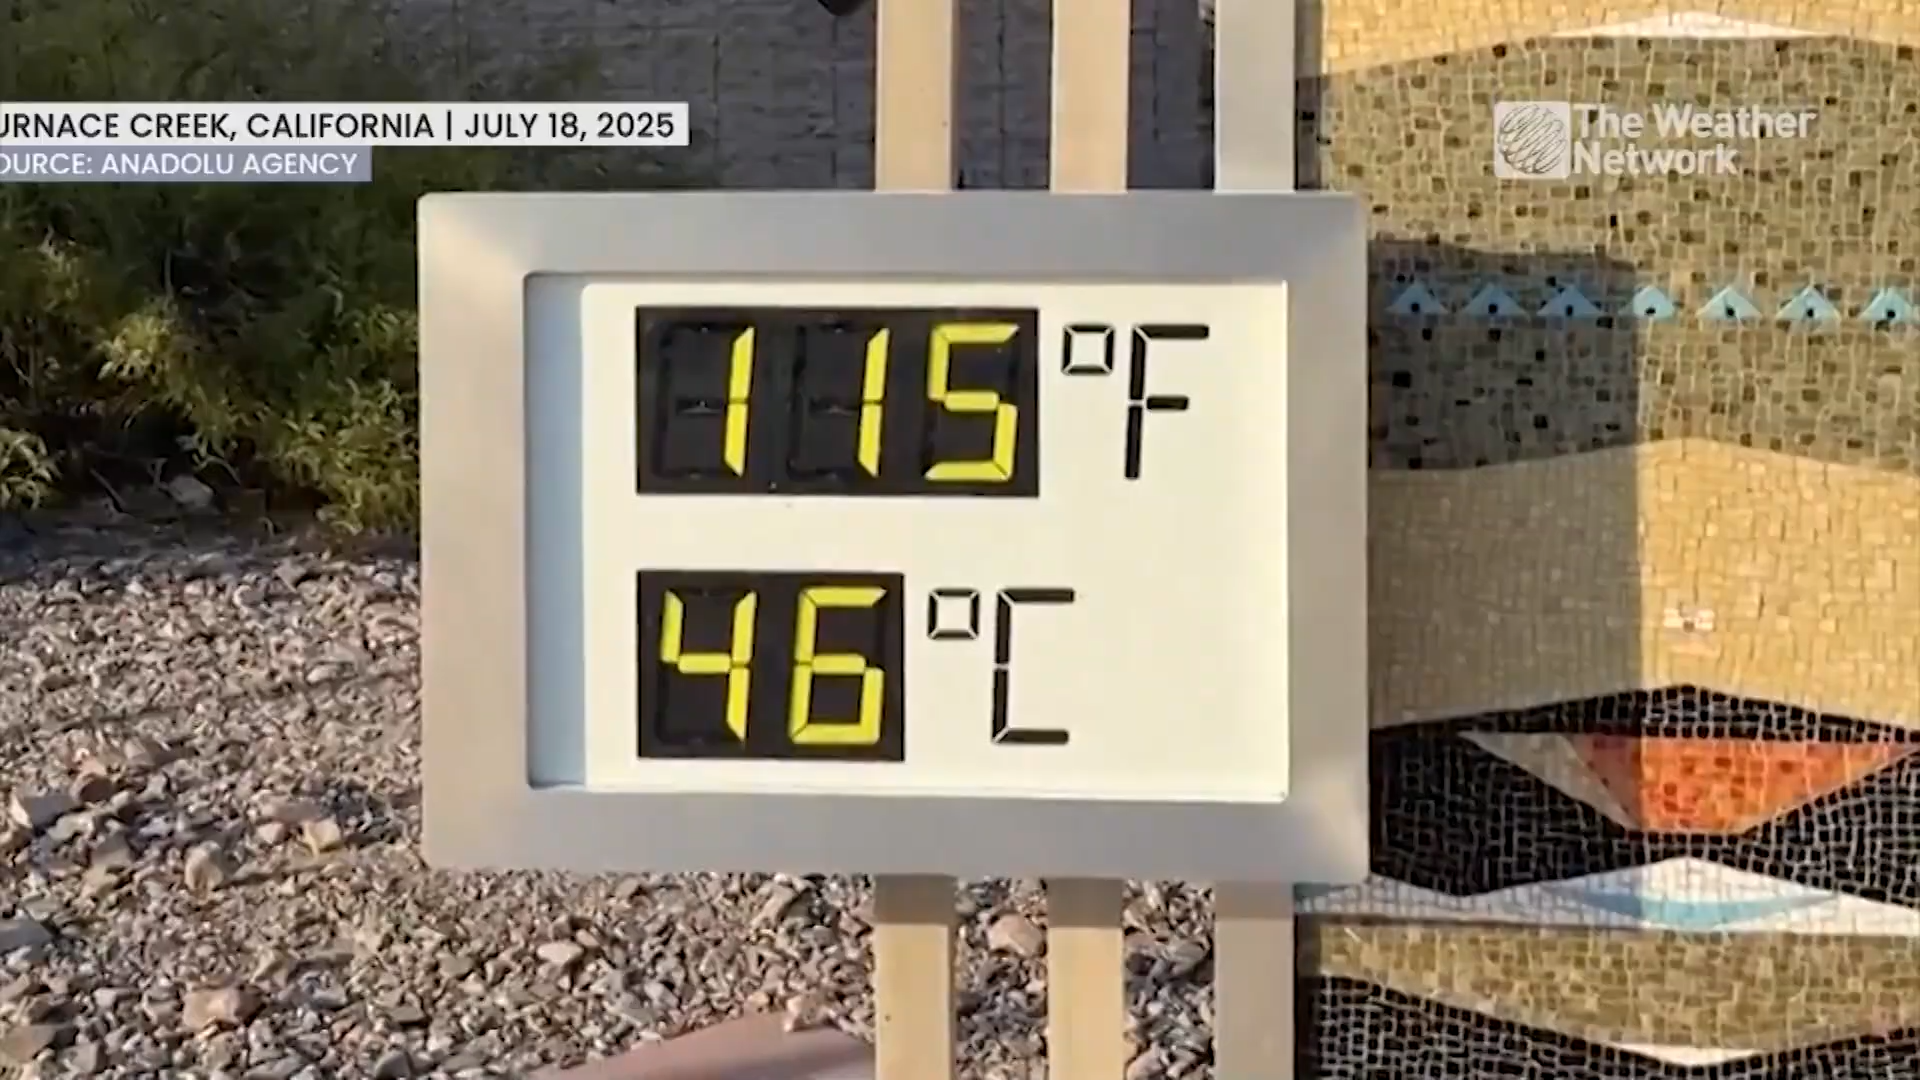 URNACE CREEK, CALIFORNIA | JULY 18, 2025
OURCE: ANADOLU AGENCY
The Weather
Network
115 °F
46 °C